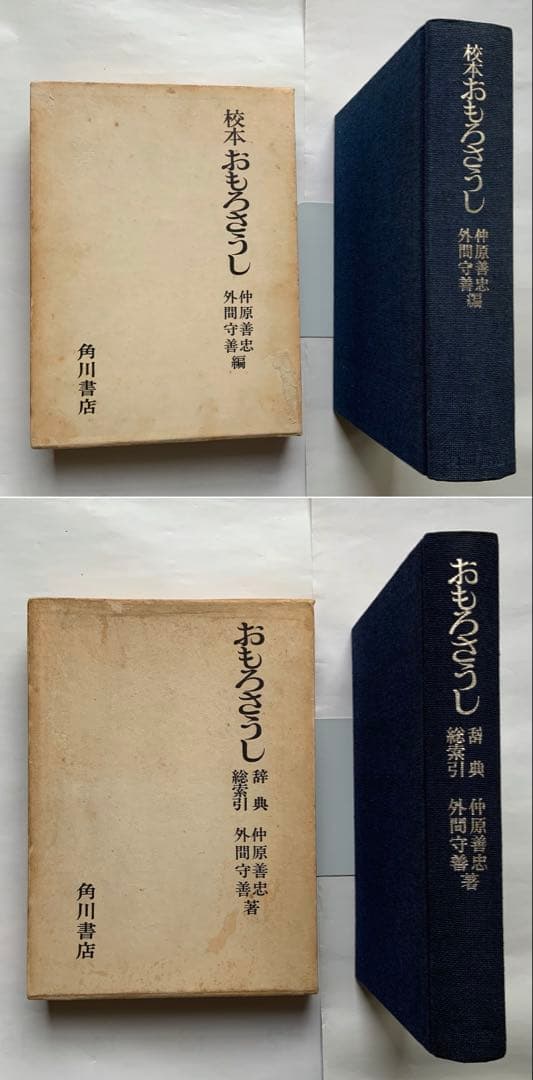 校本おもろさうし
仲原善忠
外間守善編
角川書店
校本おもろさうし
仲原善忠
外間守善編
おもろさうし
辞典
総索引
仲原善忠
外間守善著
角川書店
おもろさうし
辞典
総索引
仲原善忠
外間守善著